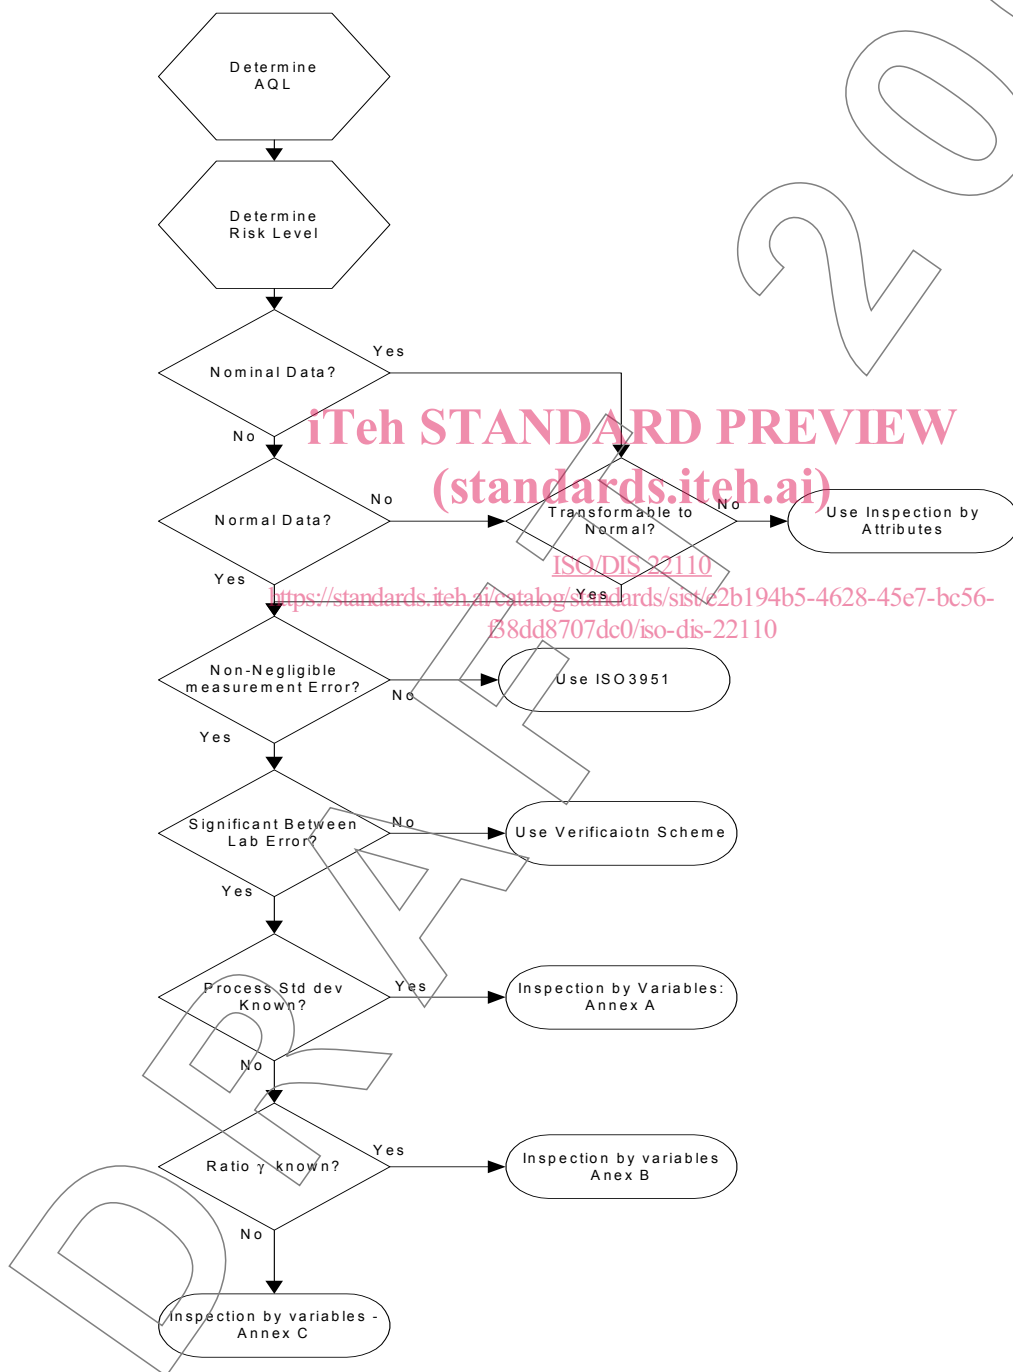 Determine
AQL
Determine
Risk Level
Nominal Data?
Yes
No
iTeh STANDARD PREVIEW
(standards.iteh.ai)
Normal Data?
No
Transformable to
Normal?
No
Use Inspection by
Attributes
Yes
Yes
ISO/DIS 22110
https://standards.iteh.ai/catalog/standards/sist/e2b194b5-4628-45e7-bc56-
f38dd8707dc0/iso-dis-22110
Non-Negligible
measurement Error?
No
Use ISO3951
Yes
Significant Between
Lab Error?
No
Use Verificaiotn Scheme
Yes
Process Std dev
Known?
Yes
Inspection by Variables:
Annex A
No
Ratio γ known?
Yes
Inspection by variables
Anex B
No
Inspection by variables -
Annex C
DRAFT 20